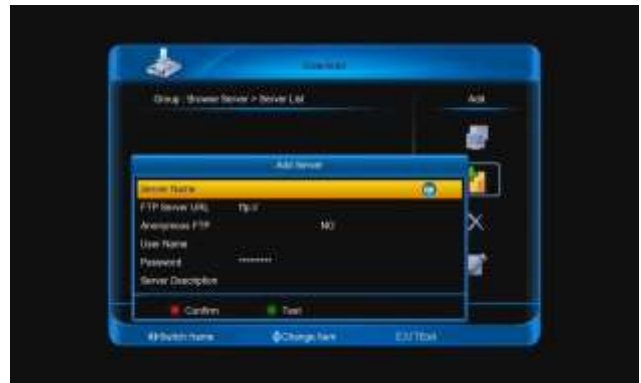 Group : Browse Server > Server List
Add
Add Server
Server Name
FTP Server URL ftp://
Anonymous FTP NO
User Name
Password ********
Server Description
Confirm
Test
Switch frame
Change Item
EXIT Exit